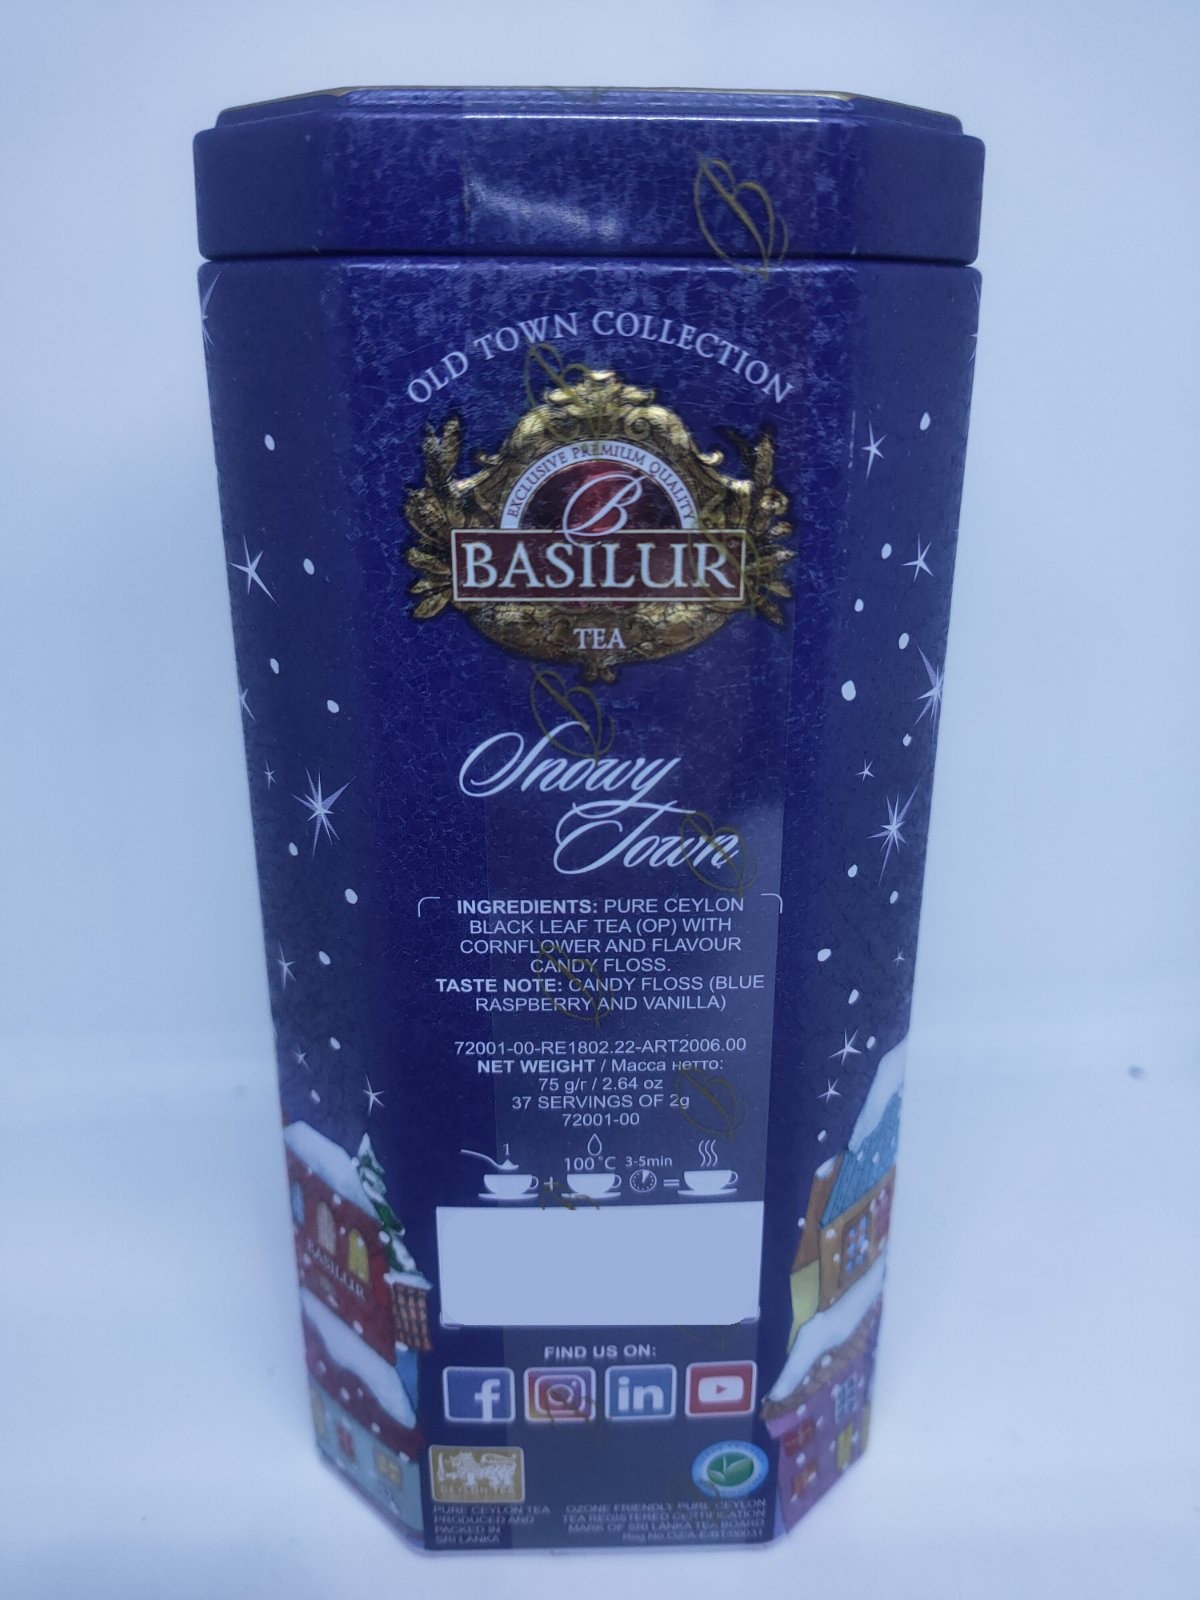 OLD TOWN COLLECTION
EXCLUSIVE PREMIUM QUALITY
B
BASILUR
TEA
Snowy
Town
INGREDIENTS: PURE CEYLON
BLACK LEAF TEA (OP) WITH
CORNFLOWER AND FLAVOUR
CANDY FLOSS.
TASTE NOTE: CANDY FLOSS (BLUE
RASPBERRY AND VANILLA)
72001-00-RE1802.22-ART2006.00
NET WEIGHT / Масса нетто:
75 g/г / 2.64 oz
37 SERVINGS OF 2g
72001-00
1
100°C 3-5min
+ =
BASILUR
FIND US ON:
f in
CEYLON TEA
PURE CEYLON TEA
PRODUCED AND
PACKED IN
SRI LANKA
OZONE FRIENDLY PURE CEYLON
TEA REGISTERED CERTIFICATION
MARK OF SRI LANKA TEA BOARD